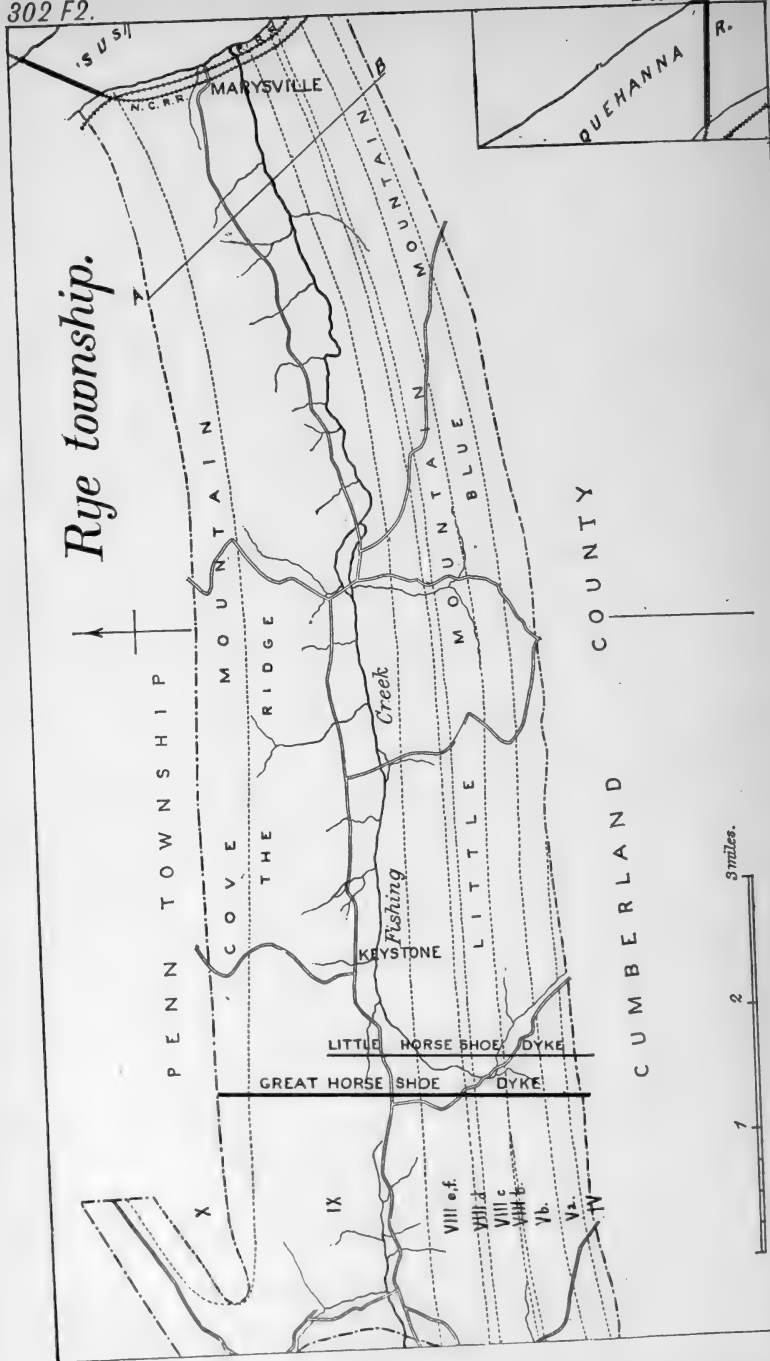 302 F2.
SUS
N.C.R.R.
P.R.R.
MARYSVILLE
R.
QUEHANNA
Rye township.
A
B
PENN TOWNSHIP
COVE MOUNTAIN
THE RIDGE
LITTLE MOUNTAIN
BLUE MOUNTAIN
Fishing Creek
KEYSTONE
LITTLE HORSE SHOE DYKE
GREAT HORSE SHOE DYKE
X
IX
VIII e,f.
VIII d
VIII c
VIII b.
Vb.
Va.
IV
CUMBERLAND COUNTY
1
2
3 miles.